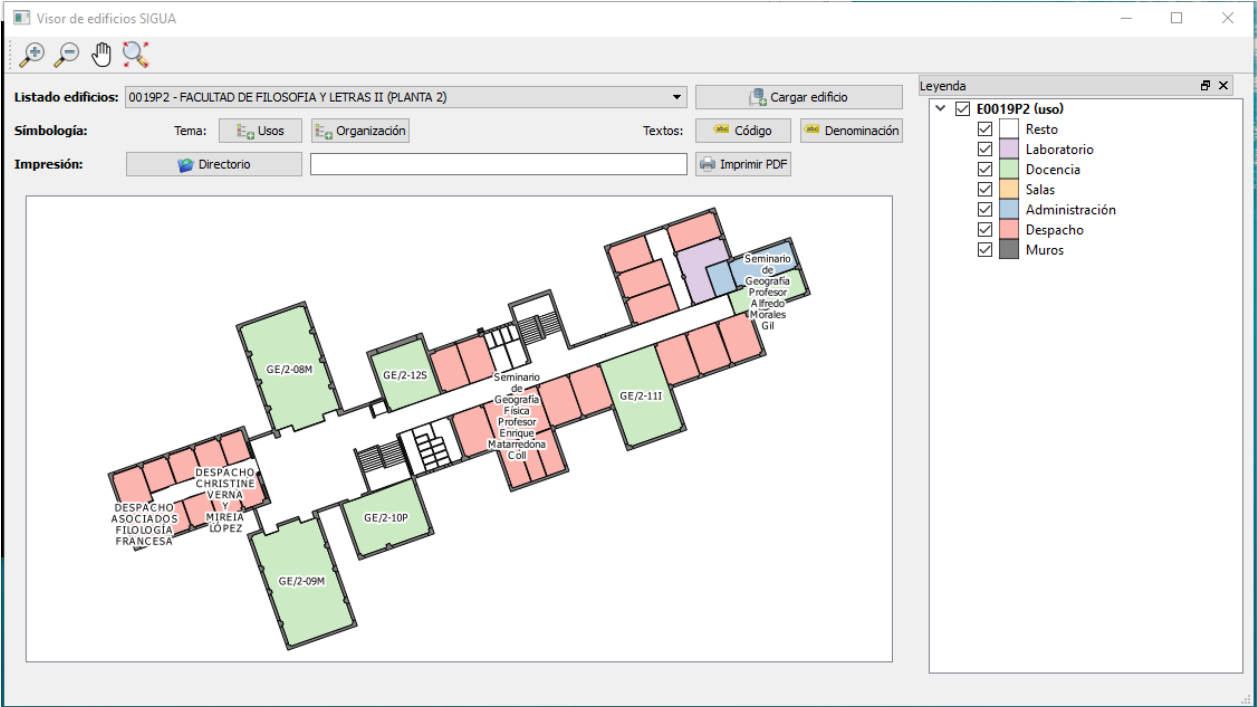 Visor de edificios SIGUA
Listado edificios: 0019P2 - FACULTAD DE FILOSOFIA Y LETRAS II (PLANTA 2) Cargar edificio
Símbología: Tema: Usos Organización Textos: abc Código abc Denominación
Impresión: Directorio Imprimir PDF
Leyenda
E0019P2 (uso)
Resto
Laboratorio
Docencia
Salas
Administración
Despacho
Muros
Seminario
de
Geografía
Profesor
Alfredo
Morales
Gil
GE/2-08M
GE/2-12S
Seminario
de
Geografía
Física
Profesor
Enrique
Matarredona
Coll
GE/2-11I
DESPACHO
CHRISTINE
VERNA
Y
MIREIA
LÓPEZ
DESPACHO
ASOCIADOS
FILOLOGÍA
FRANCESA
GE/2-10P
GE/2-09M